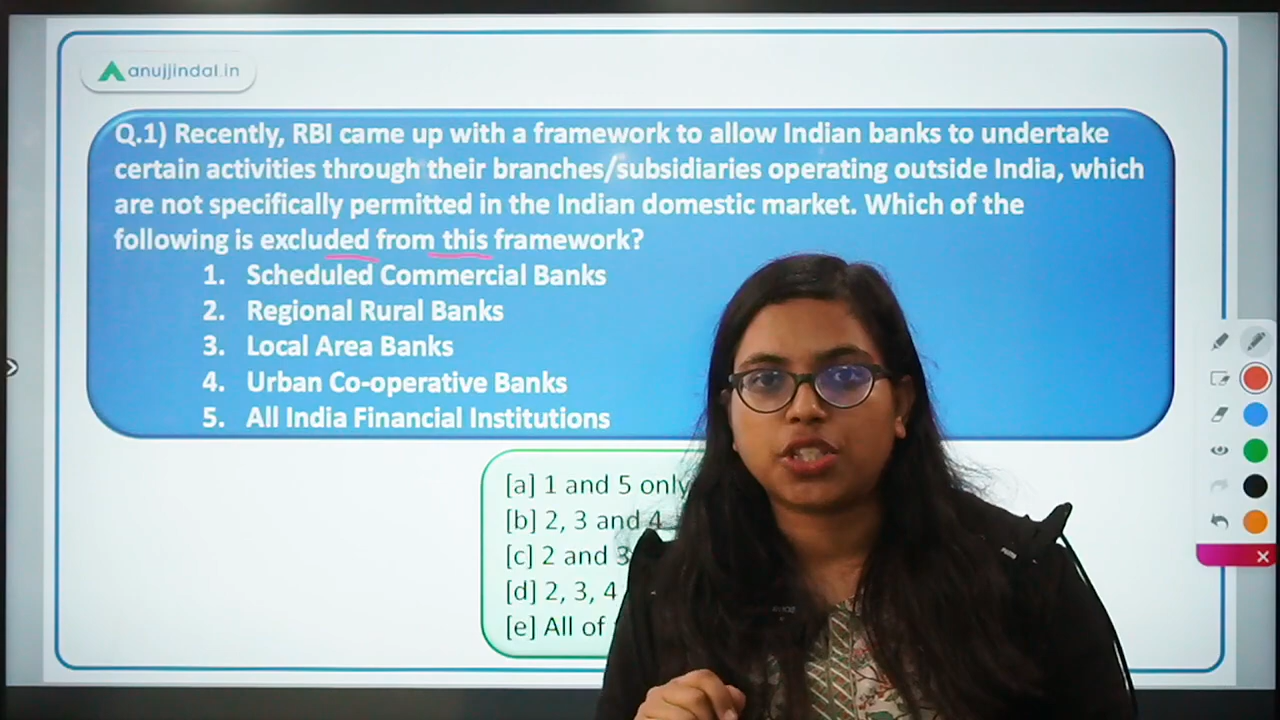 anujjindal.in
Q.1) Recently, RBI came up with a framework to allow Indian banks to undertake
certain activities through their branches/subsidiaries operating outside India, which
are not specifically permitted in the Indian domestic market. Which of the
following is excluded from this framework?
1. Scheduled Commercial Banks
2. Regional Rural Banks
3. Local Area Banks
4. Urban Co-operative Banks
5. All India Financial Institutions
[a] 1 and 5 only
[b] 2, 3 and 4
[c] 2 and 3
[d] 2, 3, 4
[e] All of